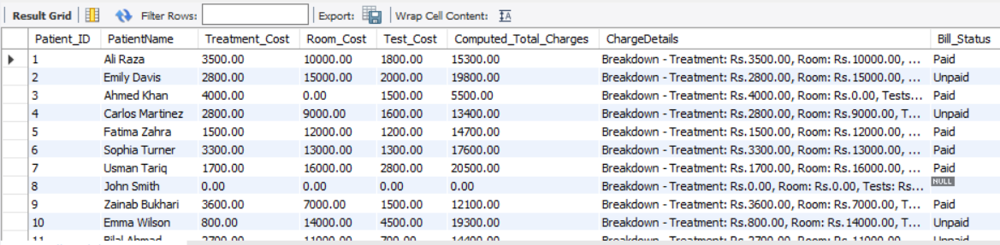 Result Grid Filter Rows: Export: Wrap Cell Content: IA
Patient_ID PatientName Treatment_Cost Room_Cost Test_Cost Computed_Total_Charges ChargeDetails Bill_Status
1 Ali Raza 3500.00 10000.00 1800.00 15300.00 Breakdown - Treatment: Rs.3500.00, Room: Rs.10000.00, ... Paid
2 Emily Davis 2800.00 15000.00 2000.00 19800.00 Breakdown - Treatment: Rs.2800.00, Room: Rs.15000.00, ... Unpaid
3 Ahmed Khan 4000.00 0.00 1500.00 5500.00 Breakdown - Treatment: Rs.4000.00, Room: Rs.0.00, Tests... Paid
4 Carlos Martinez 2800.00 9000.00 1600.00 13400.00 Breakdown - Treatment: Rs.2800.00, Room: Rs.9000.00, T... Unpaid
5 Fatima Zahra 1500.00 12000.00 1200.00 14700.00 Breakdown - Treatment: Rs.1500.00, Room: Rs.12000.00, ... Paid
6 Sophia Turner 3300.00 13000.00 1300.00 17600.00 Breakdown - Treatment: Rs.3300.00, Room: Rs.13000.00, ... Paid
7 Usman Tariq 1700.00 16000.00 2800.00 20500.00 Breakdown - Treatment: Rs.1700.00, Room: Rs.16000.00, ... Paid
8 John Smith 0.00 0.00 0.00 0.00 Breakdown - Treatment: Rs.0.00, Room: Rs.0.00, Tests: Rs... NULL
9 Zainab Bukhari 3600.00 7000.00 1500.00 12100.00 Breakdown - Treatment: Rs.3600.00, Room: Rs.7000.00, T... Paid
10 Emma Wilson 800.00 14000.00 4500.00 19300.00 Breakdown - Treatment: Rs.800.00, Room: Rs.14000.00, T... Unpaid
11 Bilal Ahmad 2700.00 11000.00 700.00 14400.00 Breakdown - Treatment: Rs.2700.00, Room: Rs.11000.00 Unpaid